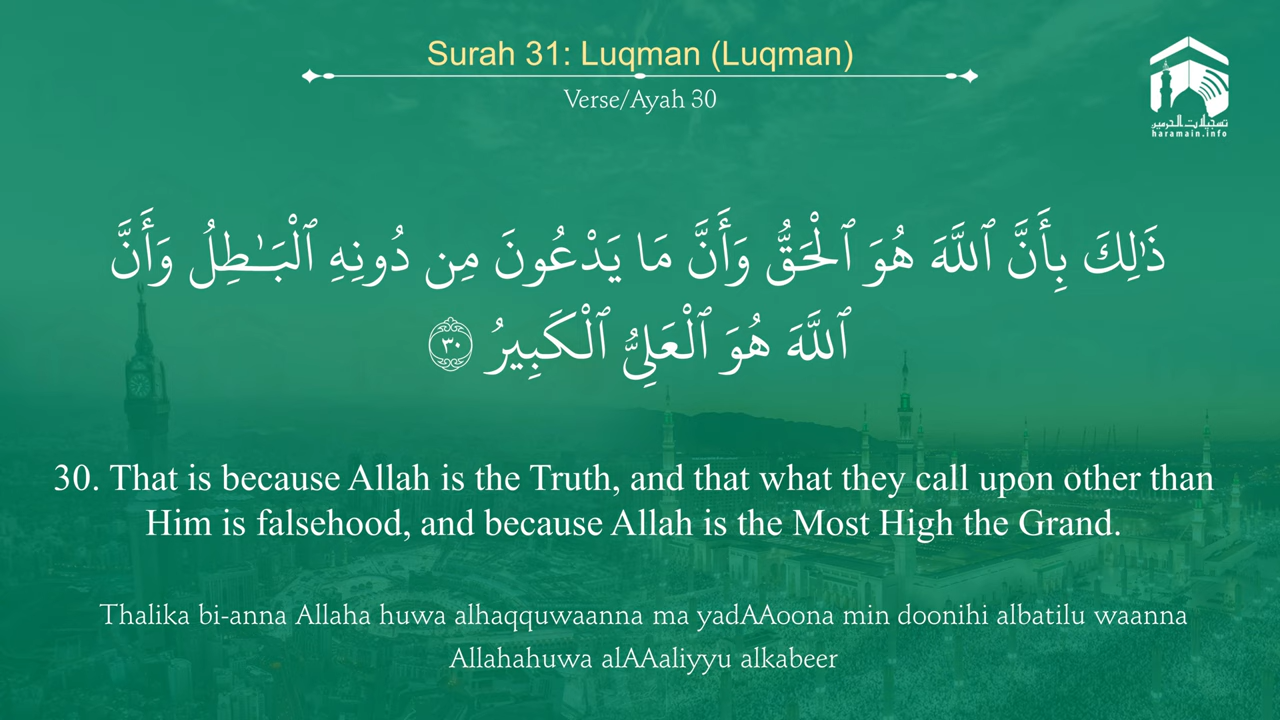 Surah 31: Luqman (Luqman)
Verse/Ayah 30
تسجيلات الحرمين
haramain.info
ذَٰلِكَ بِأَنَّ ٱللَّهَ هُوَ ٱلْحَقُّ وَأَنَّ مَا يَدْعُونَ مِن دُونِهِ ٱلْبَـٰطِلُ وَأَنَّ
ٱللَّهَ هُوَ ٱلْعَلِىُّ ٱلْكَبِيرُ ٣٠
30. That is because Allah is the Truth, and that what they call upon other than
Him is falsehood, and because Allah is the Most High the Grand.
Thalika bi-anna Allaha huwa alhaqquwaanna ma yadAAoona min doonihi albatilu waanna
Allahahuwa alAAaliyyu alkabeer